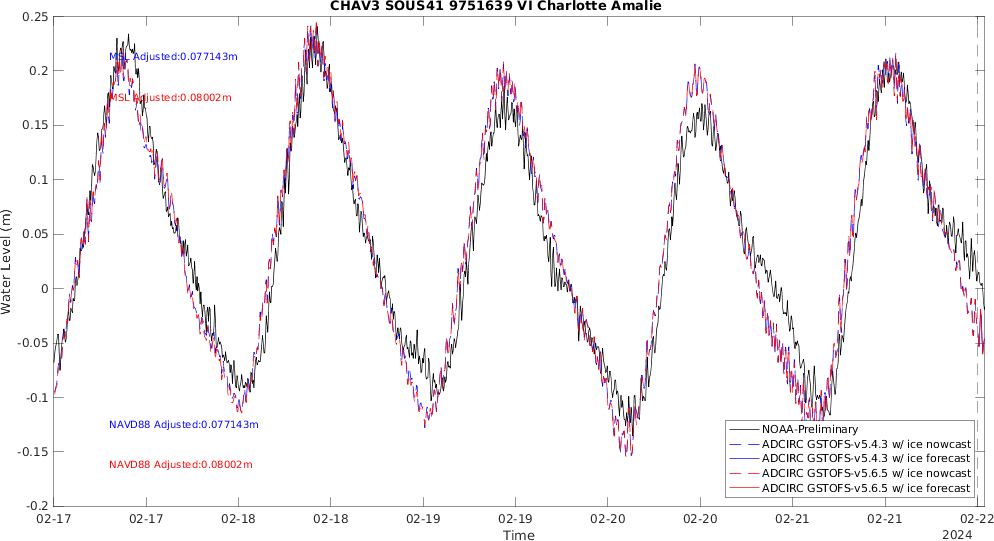 CHAV3 SOUS41 9751639 VI Charlotte Amalie
0.25
0.2
0.15
0.1
0.05
0
-0.05
-0.1
-0.15
-0.2
Water Level (m)
MSL Adjusted:0.077143m
MSL Adjusted:0.08002m
NAVD88 Adjusted:0.077143m
NAVD88 Adjusted:0.08002m
NOAA-Preliminary
ADCIRC GSTOFS-v5.4.3 w/ ice nowcast
ADCIRC GSTOFS-v5.4.3 w/ ice forecast
ADCIRC GSTOFS-v5.6.5 w/ ice nowcast
ADCIRC GSTOFS-v5.6.5 w/ ice forecast
02-17 02-17 02-18 02-18 02-19 02-19 02-20 02-20 02-21 02-21 02-22
Time
2024